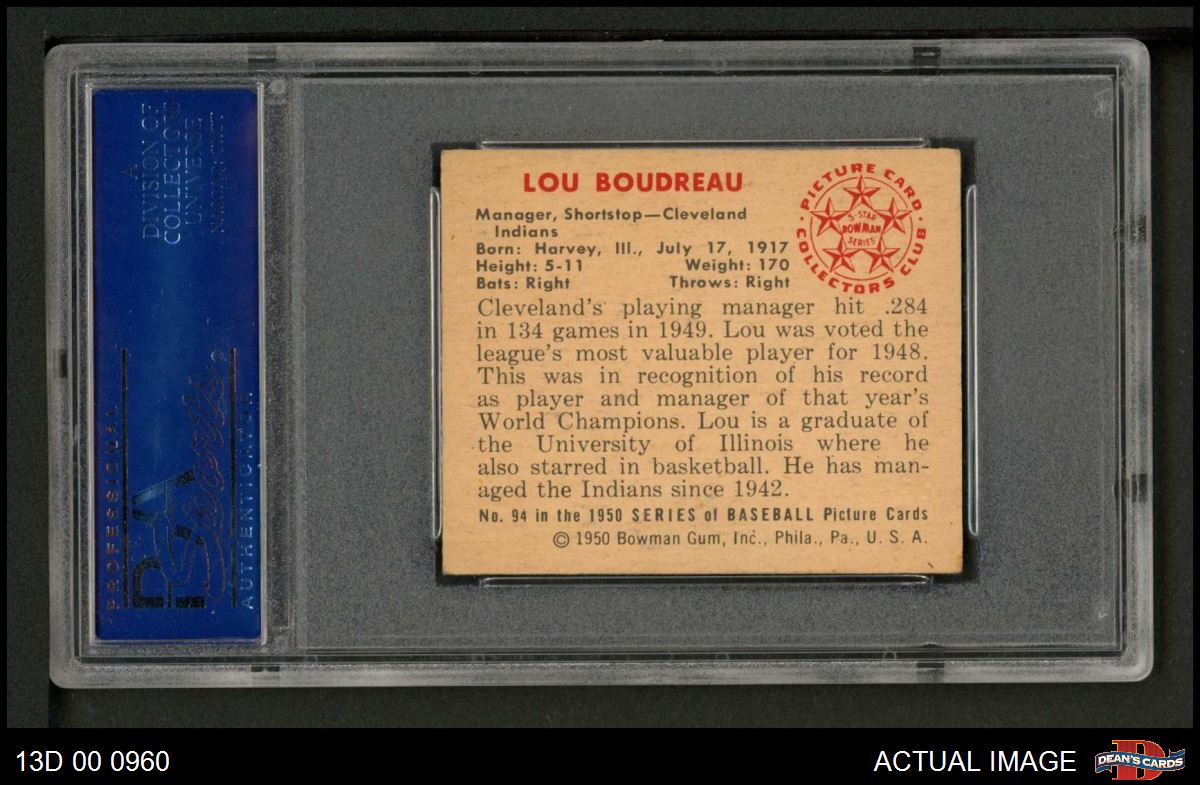 A
DIVISION OF
COLLECTORS
UNIVERSE
NASDAQ: CLCT
PROFESSIONAL
PSA
Sports
AUTHENTICATOR
LOU BOUDREAU
Manager, Shortstop—Cleveland
Indians
Born: Harvey, Ill., July 17, 1917
Height: 5-11 Weight: 170
Bats: Right Throws: Right
PICTURE CARD
COLLECTORS CLUB
5-STAR
BOWMAN
SERIES
Cleveland's playing manager hit .284
in 134 games in 1949. Lou was voted the
league's most valuable player for 1948.
This was in recognition of his record
as player and manager of that year's
World Champions. Lou is a graduate of
the University of Illinois where he
also starred in basketball. He has man-
aged the Indians since 1942.
No. 94 in the 1950 SERIES of BASEBALL Picture Cards
© 1950 Bowman Gum, Inc., Phila., Pa., U. S. A.
13D 00 0960
ACTUAL IMAGE
DEAN'S CARDS